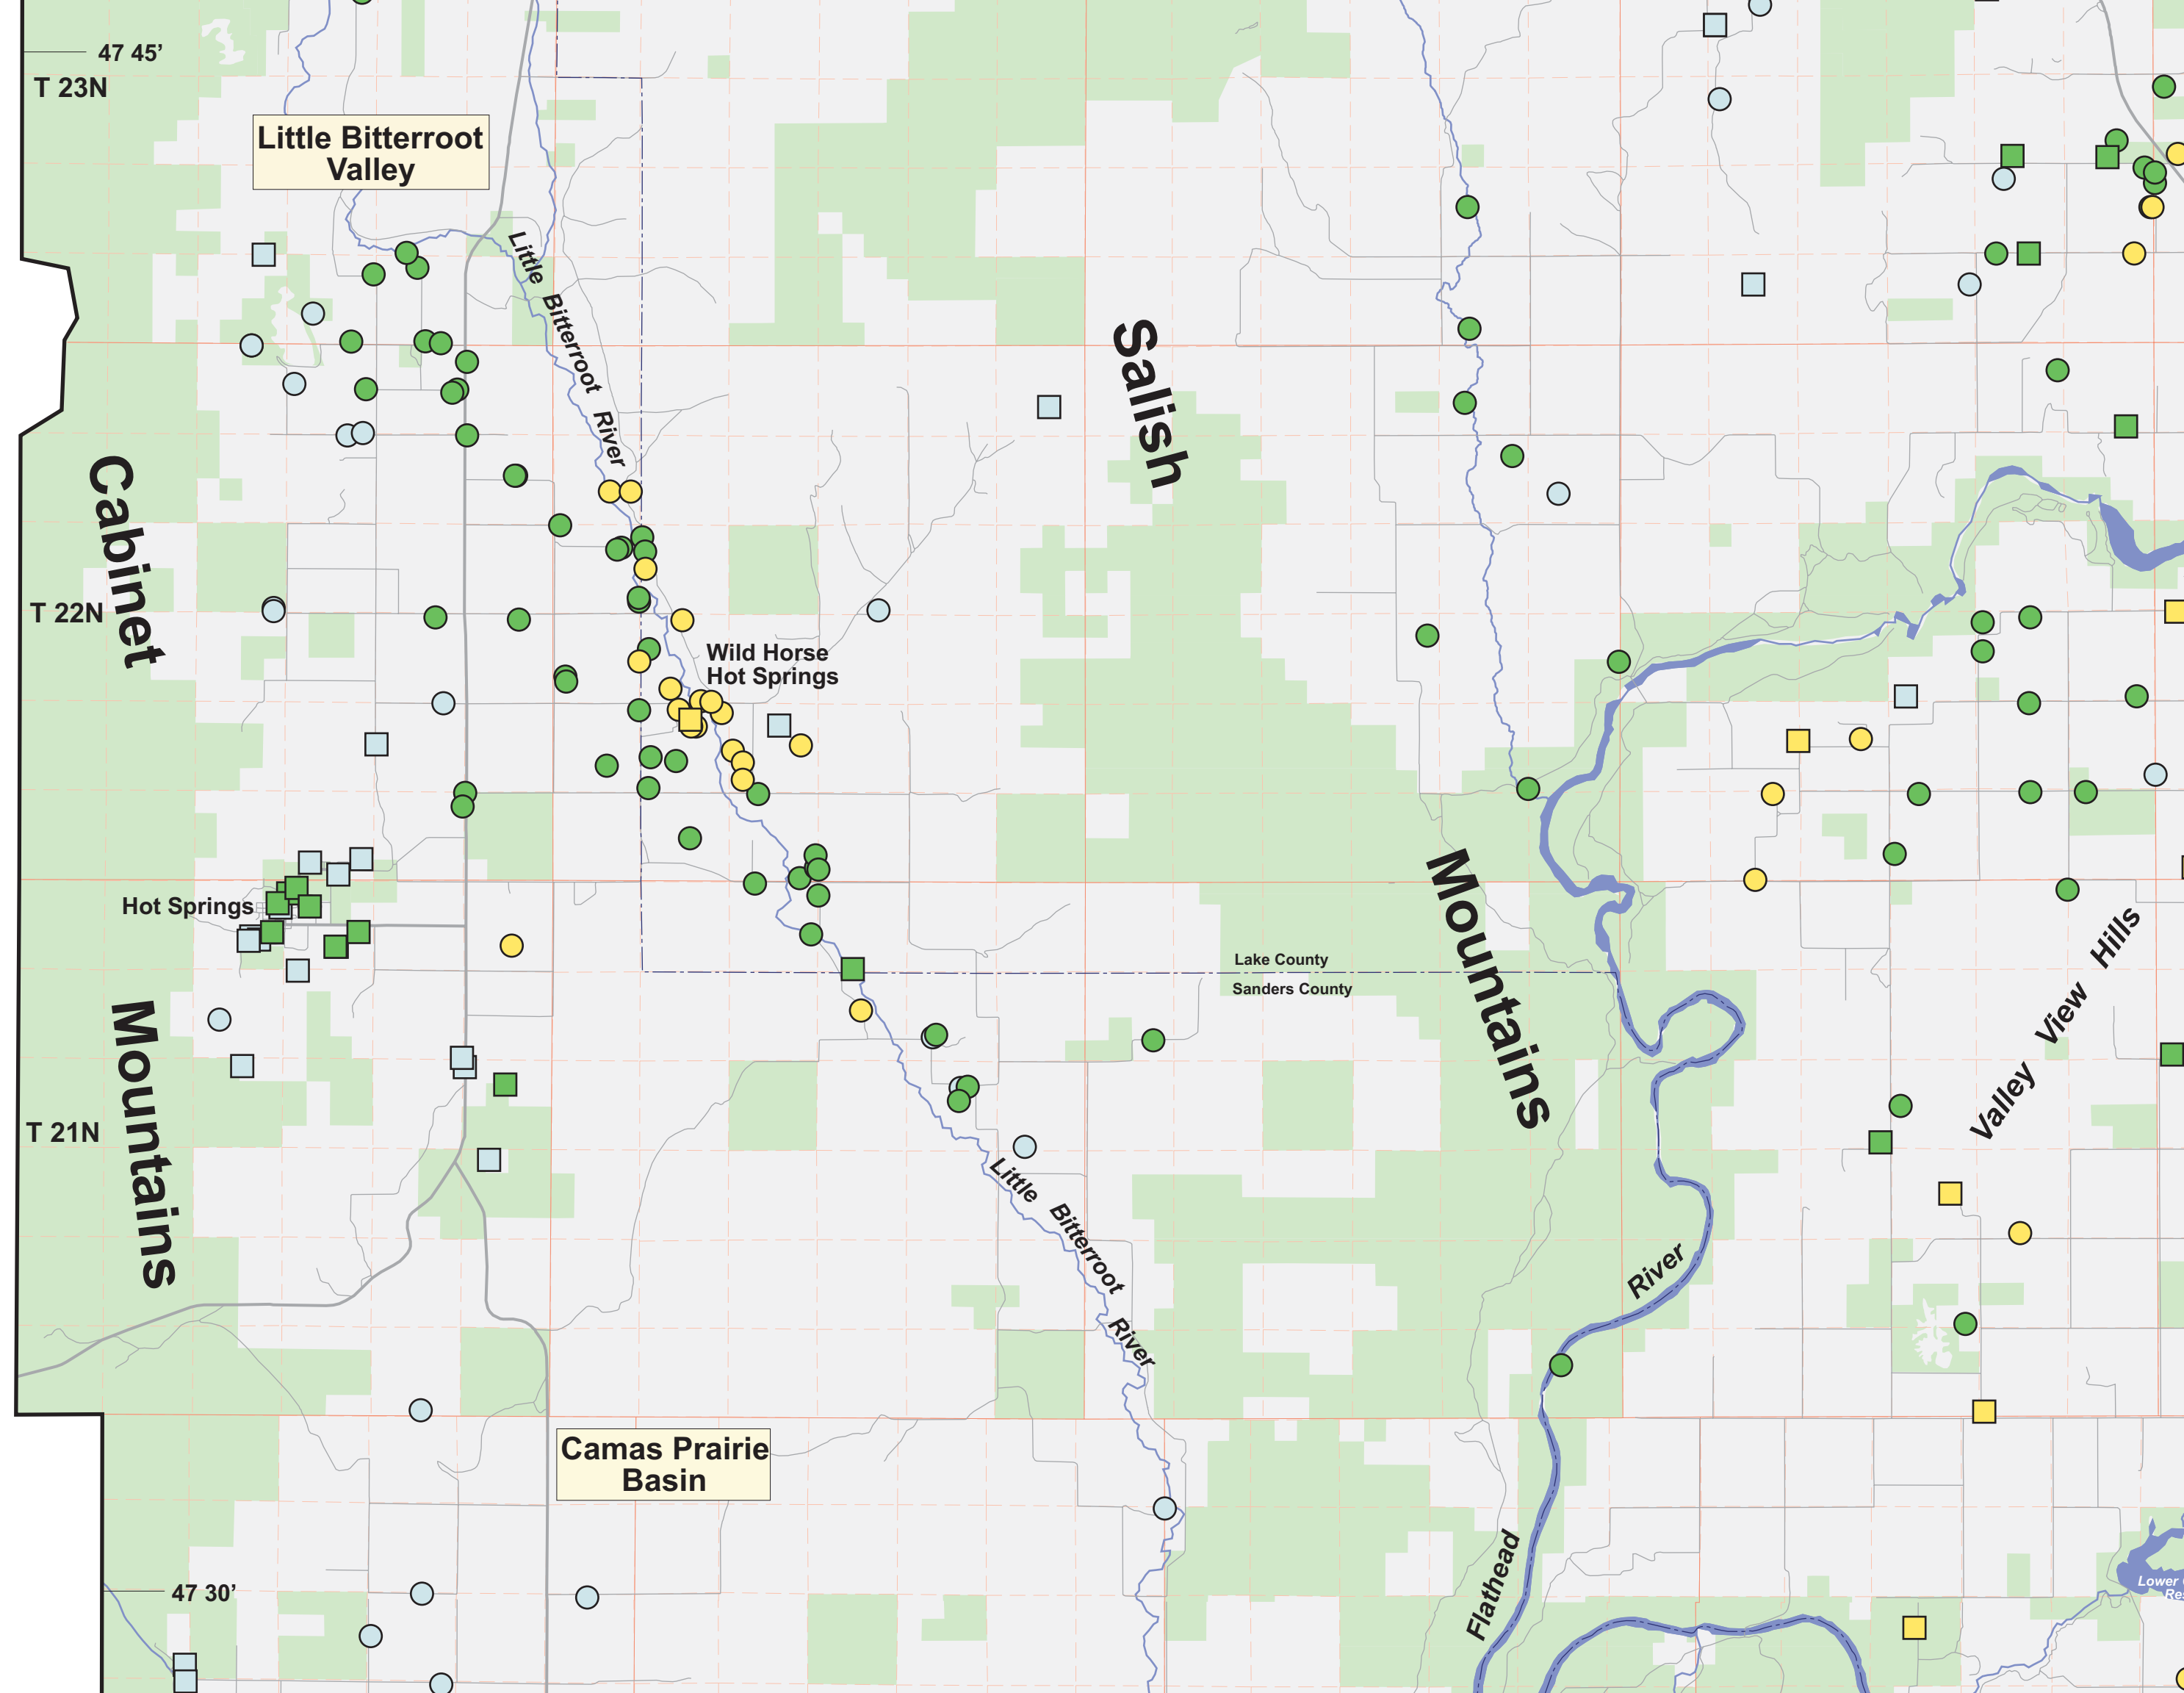 47 45’
T 23N
Little Bitterroot
Valley
Little Bitterroot River
Salish
Cabinet
T 22N
Wild Horse
Hot Springs
Hot Springs
Mountains
Lake County
Sanders County
Valley View Hills
Mountains
T 21N
Little Bitterroot River
River
Camas Prairie
Basin
Flathead
47 30’
Lower
Res